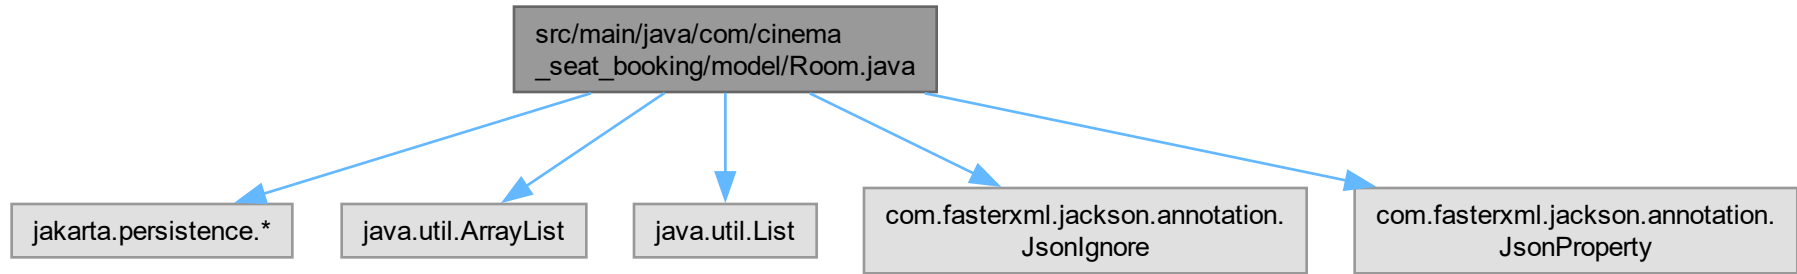 src/main/java/com/cinema
_seat_booking/model/Room.java
jakarta.persistence.*
java.util.ArrayList
java.util.List
com.fasterxml.jackson.annotation.
JsonIgnore
com.fasterxml.jackson.annotation.
JsonProperty